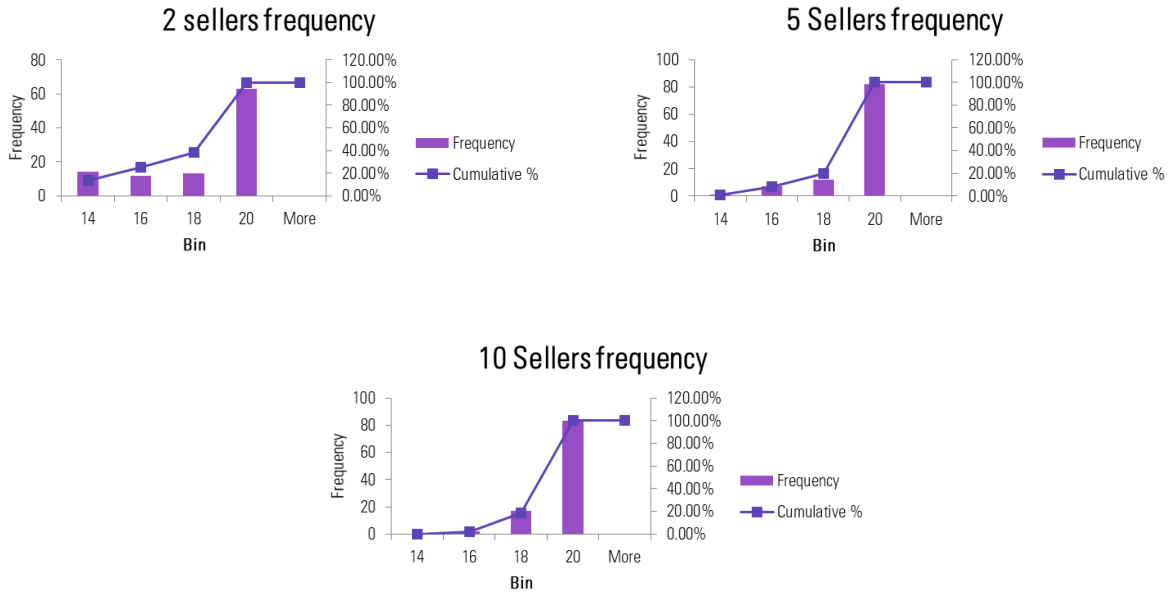 2 sellers frequency
80
60
40
20
0
Frequency
120.00%
100.00%
80.00%
60.00%
40.00%
20.00%
0.00%
14 16 18 20 More
Bin
Frequency
Cumulative %
5 Sellers frequency
100
80
60
40
20
0
Frequency
120.00%
100.00%
80.00%
60.00%
40.00%
20.00%
0.00%
14 16 18 20 More
Bin
Frequency
Cumulative %
10 Sellers frequency
100
80
60
40
20
0
Frequency
120.00%
100.00%
80.00%
60.00%
40.00%
20.00%
0.00%
14 16 18 20 More
Bin
Frequency
Cumulative %